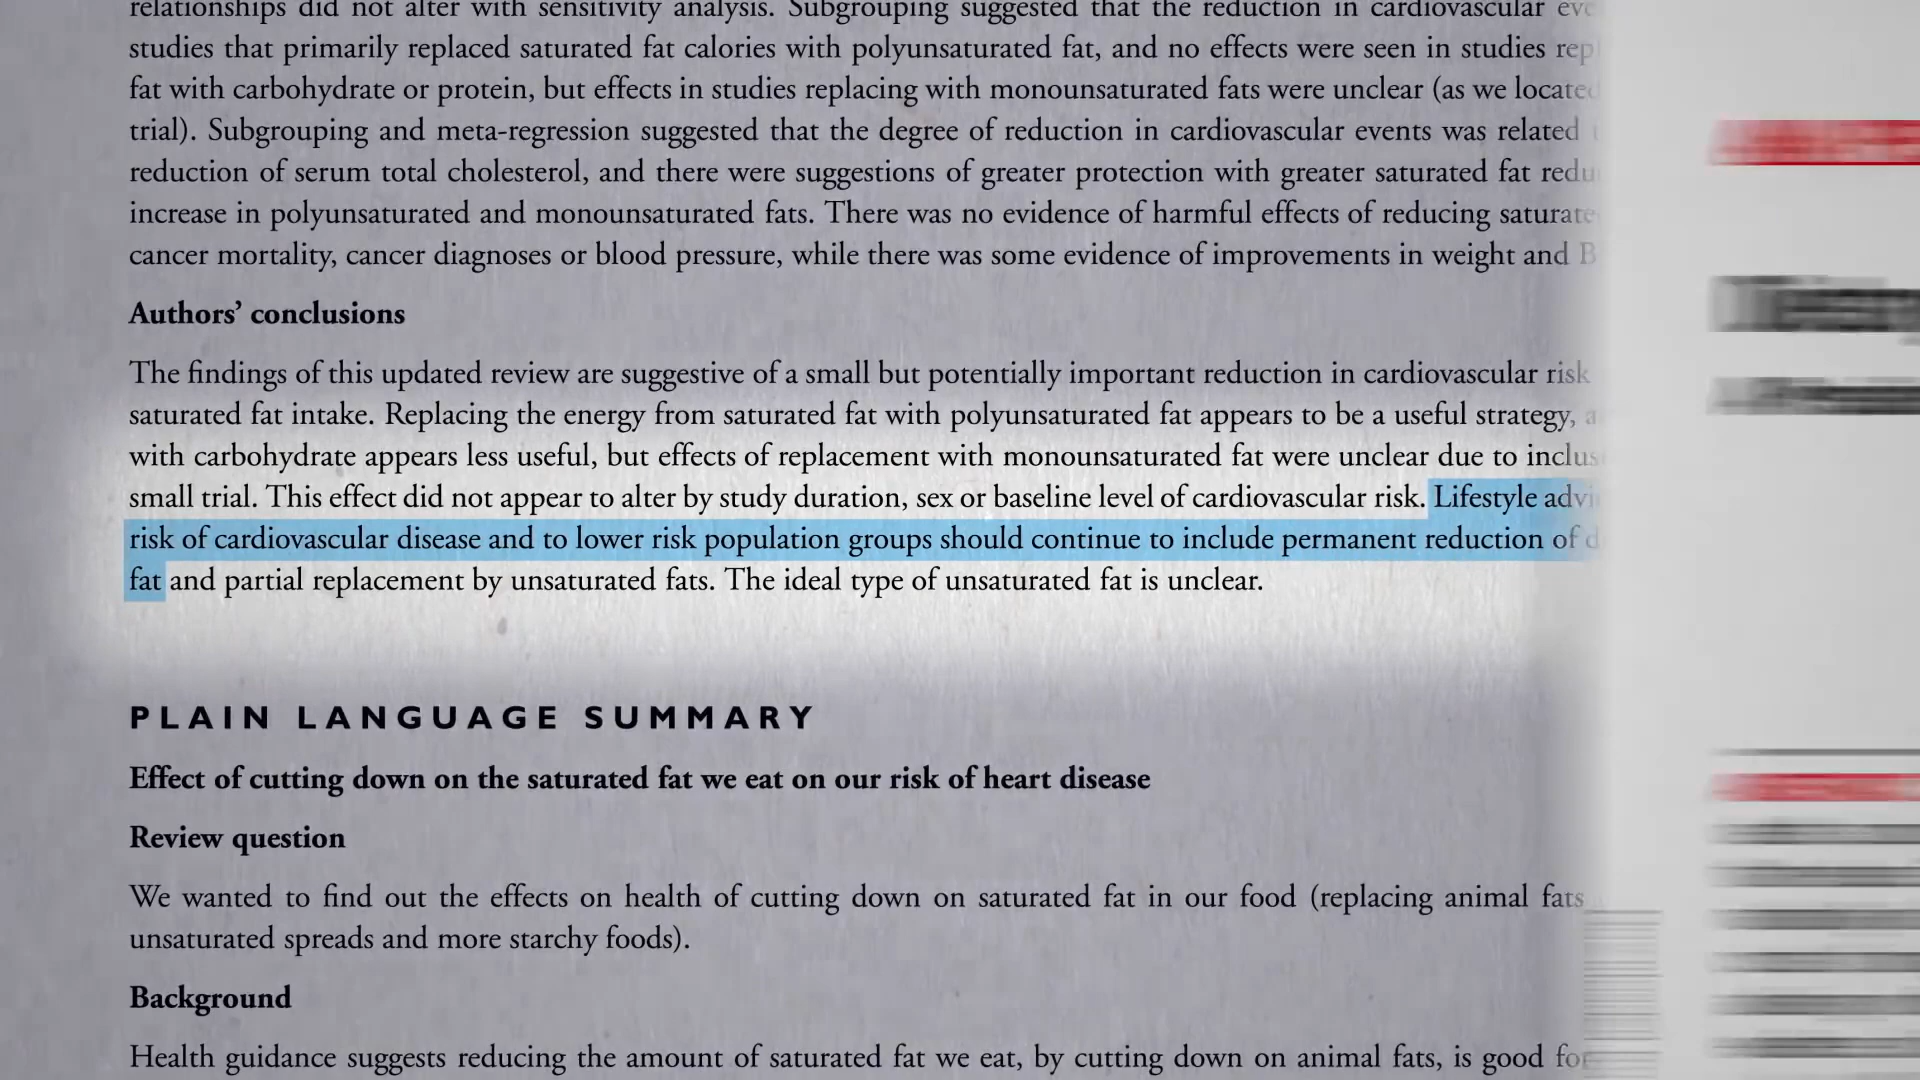 relationships did not alter with sensitivity analysis. Subgrouping suggested that the reduction in cardiovascular
studies that primarily replaced saturated fat calories with polyunsaturated fat, and no effects were seen in studies
fat with carbohydrate or protein, but effects in studies replacing with monounsaturated fats were unclear (as we located
trial). Subgrouping and meta-regression suggested that the degree of reduction in cardiovascular events was related
reduction of serum total cholesterol, and there were suggestions of greater protection with greater saturated fat
increase in polyunsaturated and monounsaturated fats. There was no evidence of harmful effects of reducing
cancer mortality, cancer diagnoses or blood pressure, while there was some evidence of improvements in weight and
Authors’ conclusions
The findings of this updated review are suggestive of a small but potentially important reduction in cardiovascular risk
saturated fat intake. Replacing the energy from saturated fat with polyunsaturated fat appears to be a useful strategy,
with carbohydrate appears less useful, but effects of replacement with monounsaturated fat were unclear due to
small trial. This effect did not appear to alter by study duration, sex or baseline level of cardiovascular risk. Lifestyle
risk of cardiovascular disease and to lower risk population groups should continue to include permanent reduction of
fat and partial replacement by unsaturated fats. The ideal type of unsaturated fat is unclear.
PLAIN LANGUAGE SUMMARY
Effect of cutting down on the saturated fat we eat on our risk of heart disease
Review question
We wanted to find out the effects on health of cutting down on saturated fat in our food (replacing animal fats
unsaturated spreads and more starchy foods).
Background
Health guidance suggests reducing the amount of saturated fat we eat, by cutting down on animal fats, is good for